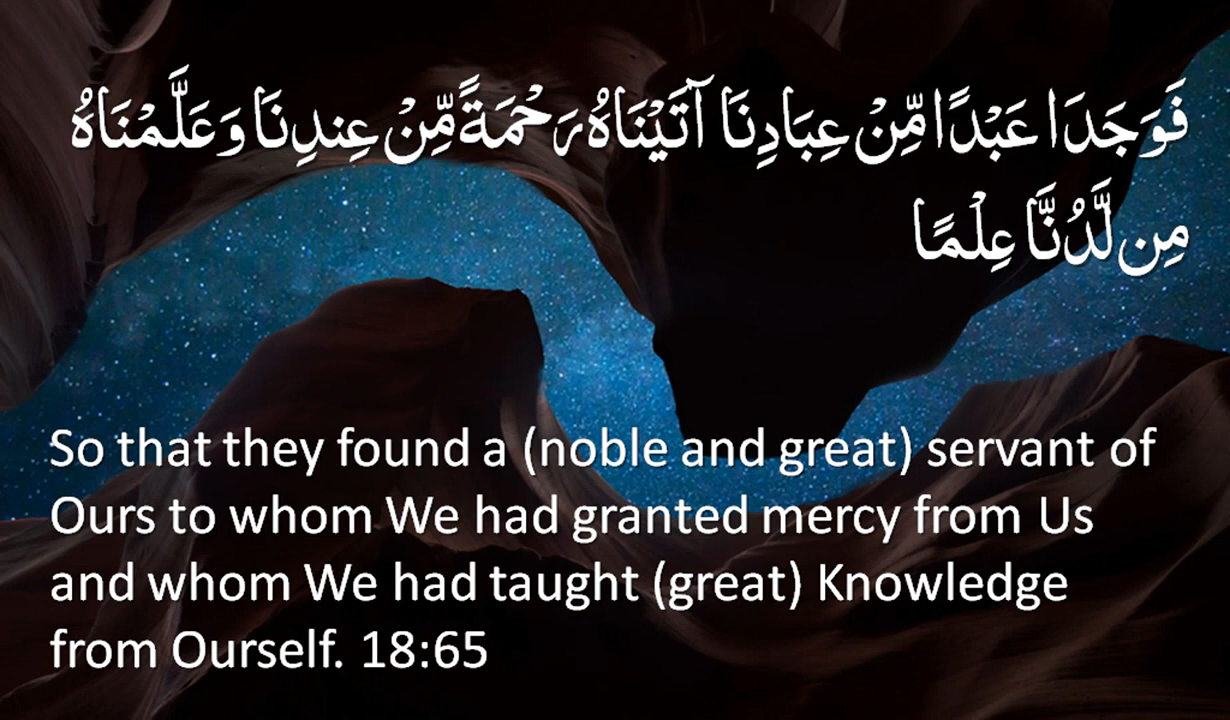 فَوَجَدَا عَبْدًا مِّنْ عِبَادِنَا آتَيْنَاهُ رَحْمَةً مِّنْ عِندِنَا وَعَلَّمْنَاهُ
مِن لَّدُنَّا عِلْمًا
So that they found a (noble and great) servant of
Ours to whom We had granted mercy from Us
and whom We had taught (great) Knowledge
from Ourself. 18:65